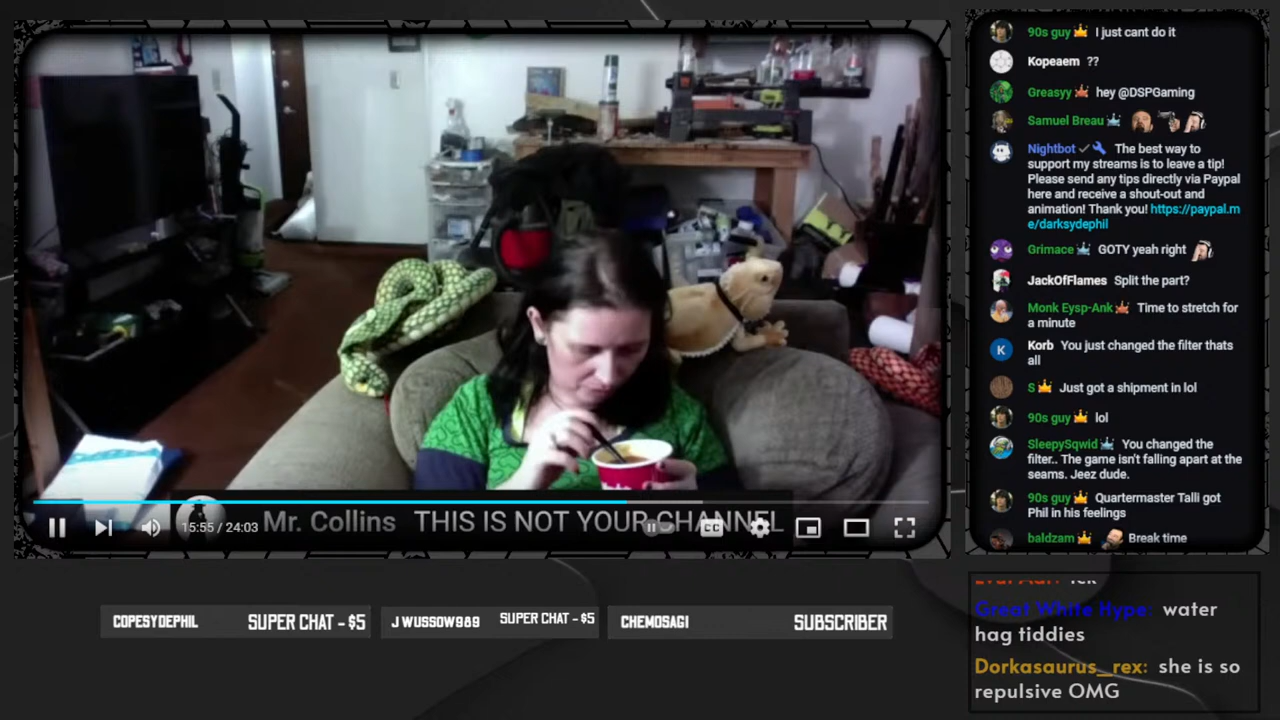 15:55 / 24:03
Mr. Collins THIS IS NOT YOUR CHANNEL
CC
COPESYDEPHIL SUPER CHAT - $5
J WUSSOW989 SUPER CHAT - $5
CHEMOSAGI SUBSCRIBER
90s guy I just cant do it
Kopeaem ??
Greasyy hey @DSPGaming
Samuel Breau
Nightbot The best way to
support my streams is to leave a tip!
Please send any tips directly via Paypal
here and receive a shout-out and
animation! Thank you! https://paypal.m
e/darksydephil
Grimace GOTY yeah right
JackOfFlames Split the part?
Monk Eysp-Ank Time to stretch for
a minute
K
Korb You just changed the filter thats
all
S Just got a shipment in lol
90s guy lol
SleepySqwid You changed the
filter.. The game isn't falling apart at the
seams. Jeez dude.
90s guy Quartermaster Talli got
Phil in his feelings
baldzam Break time
Great White Hype: water
hag tiddies
Dorkasaurus_rex: she is so
repulsive OMG